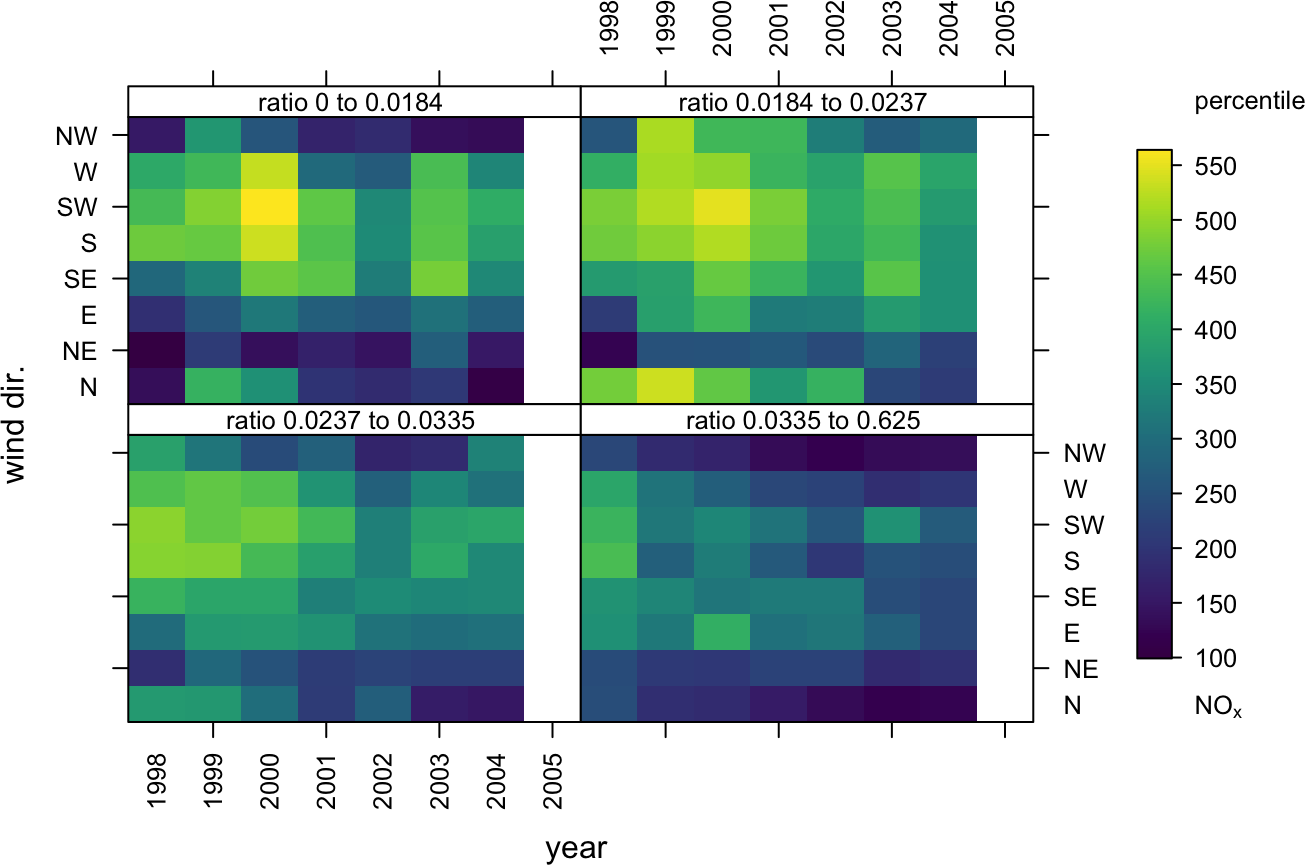 1998
1999
2000
2001
2002
2003
2004
2005
ratio 0 to 0.0184
ratio 0.0184 to 0.0237
percentile
NW
W
SW
S
SE
E
NE
N
550
500
450
400
350
300
250
200
150
100
NOₓ
wind dir.
ratio 0.0237 to 0.0335
ratio 0.0335 to 0.625
NW
W
SW
S
SE
E
NE
N
1998
1999
2000
2001
2002
2003
2004
2005
year